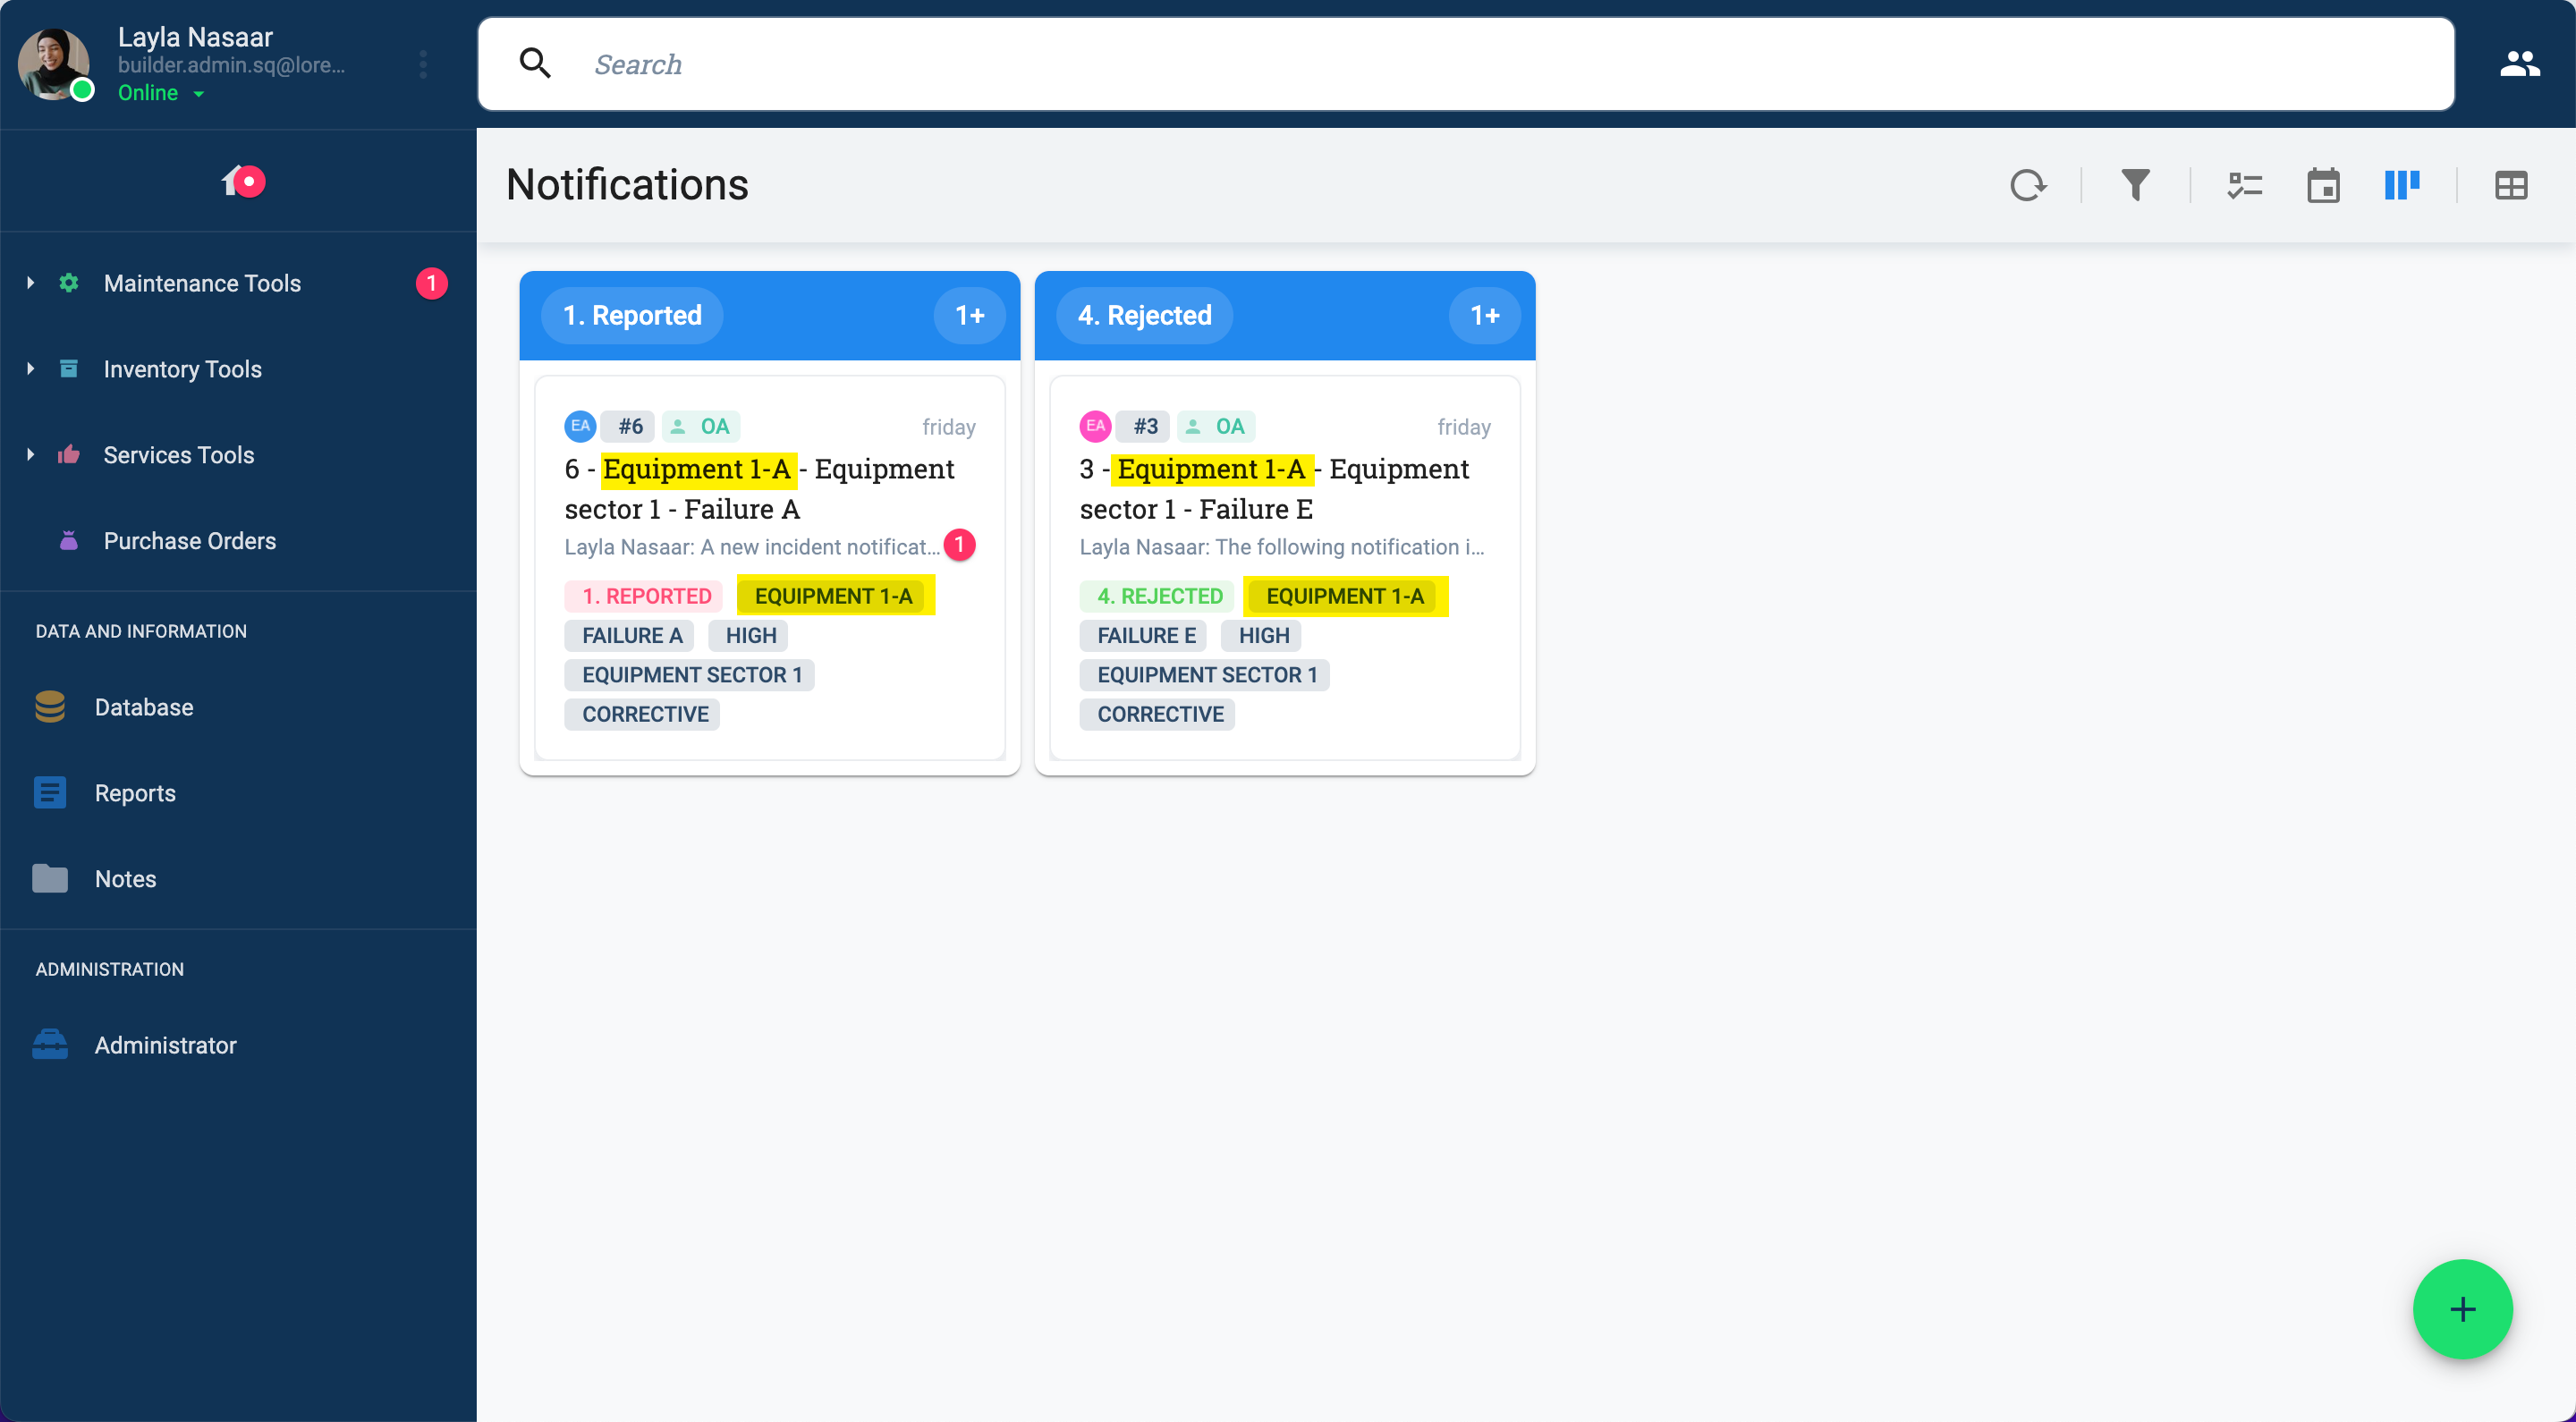 Layla Nasaar
builder.admin.sq@lore...
Online
Search
Notifications
Maintenance Tools 1
Inventory Tools
Services Tools
Purchase Orders
DATA AND INFORMATION
Database
Reports
Notes
ADMINISTRATION
Administrator
1. Reported 1+
EA #6 OA friday
6 - Equipment 1-A - Equipment
sector 1 - Failure A
Layla Nasaar: A new incident notificat... 1
1. REPORTED EQUIPMENT 1-A
FAILURE A HIGH
EQUIPMENT SECTOR 1
CORRECTIVE
4. Rejected 1+
EA #3 OA friday
3 - Equipment 1-A - Equipment
sector 1 - Failure E
Layla Nasaar: The following notification i...
4. REJECTED EQUIPMENT 1-A
FAILURE E HIGH
EQUIPMENT SECTOR 1
CORRECTIVE